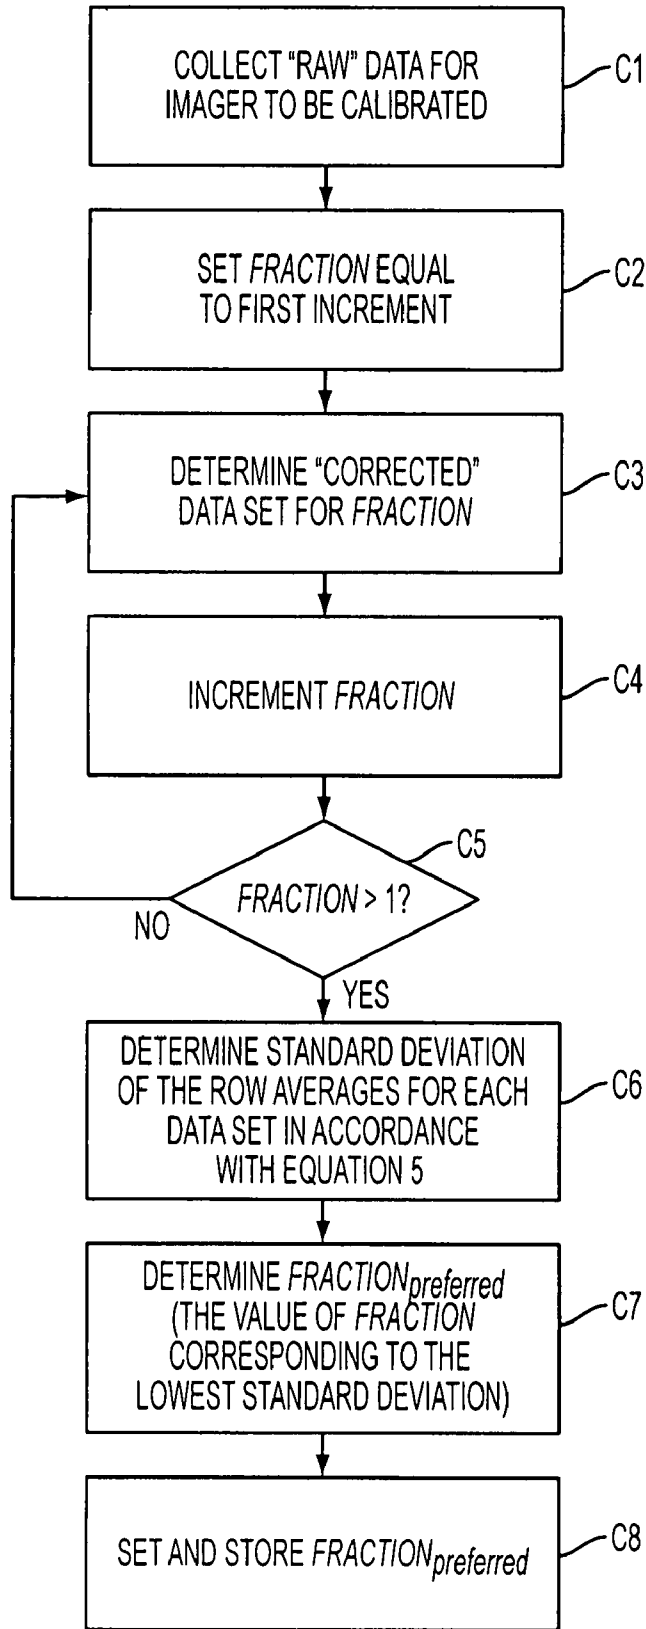 COLLECT “RAW” DATA FOR
IMAGER TO BE CALIBRATED
C1
SET FRACTION EQUAL
TO FIRST INCREMENT
C2
DETERMINE “CORRECTED”
DATA SET FOR FRACTION
C3
INCREMENT FRACTION
C4
C5
FRACTION > 1?
NO
YES
DETERMINE STANDARD DEVIATION
OF THE ROW AVERAGES FOR EACH
DATA SET IN ACCORDANCE
WITH EQUATION 5
C6
DETERMINE FRACTIONpreferred
(THE VALUE OF FRACTION
CORRESPONDING TO THE
LOWEST STANDARD DEVIATION)
C7
SET AND STORE FRACTIONpreferred
C8